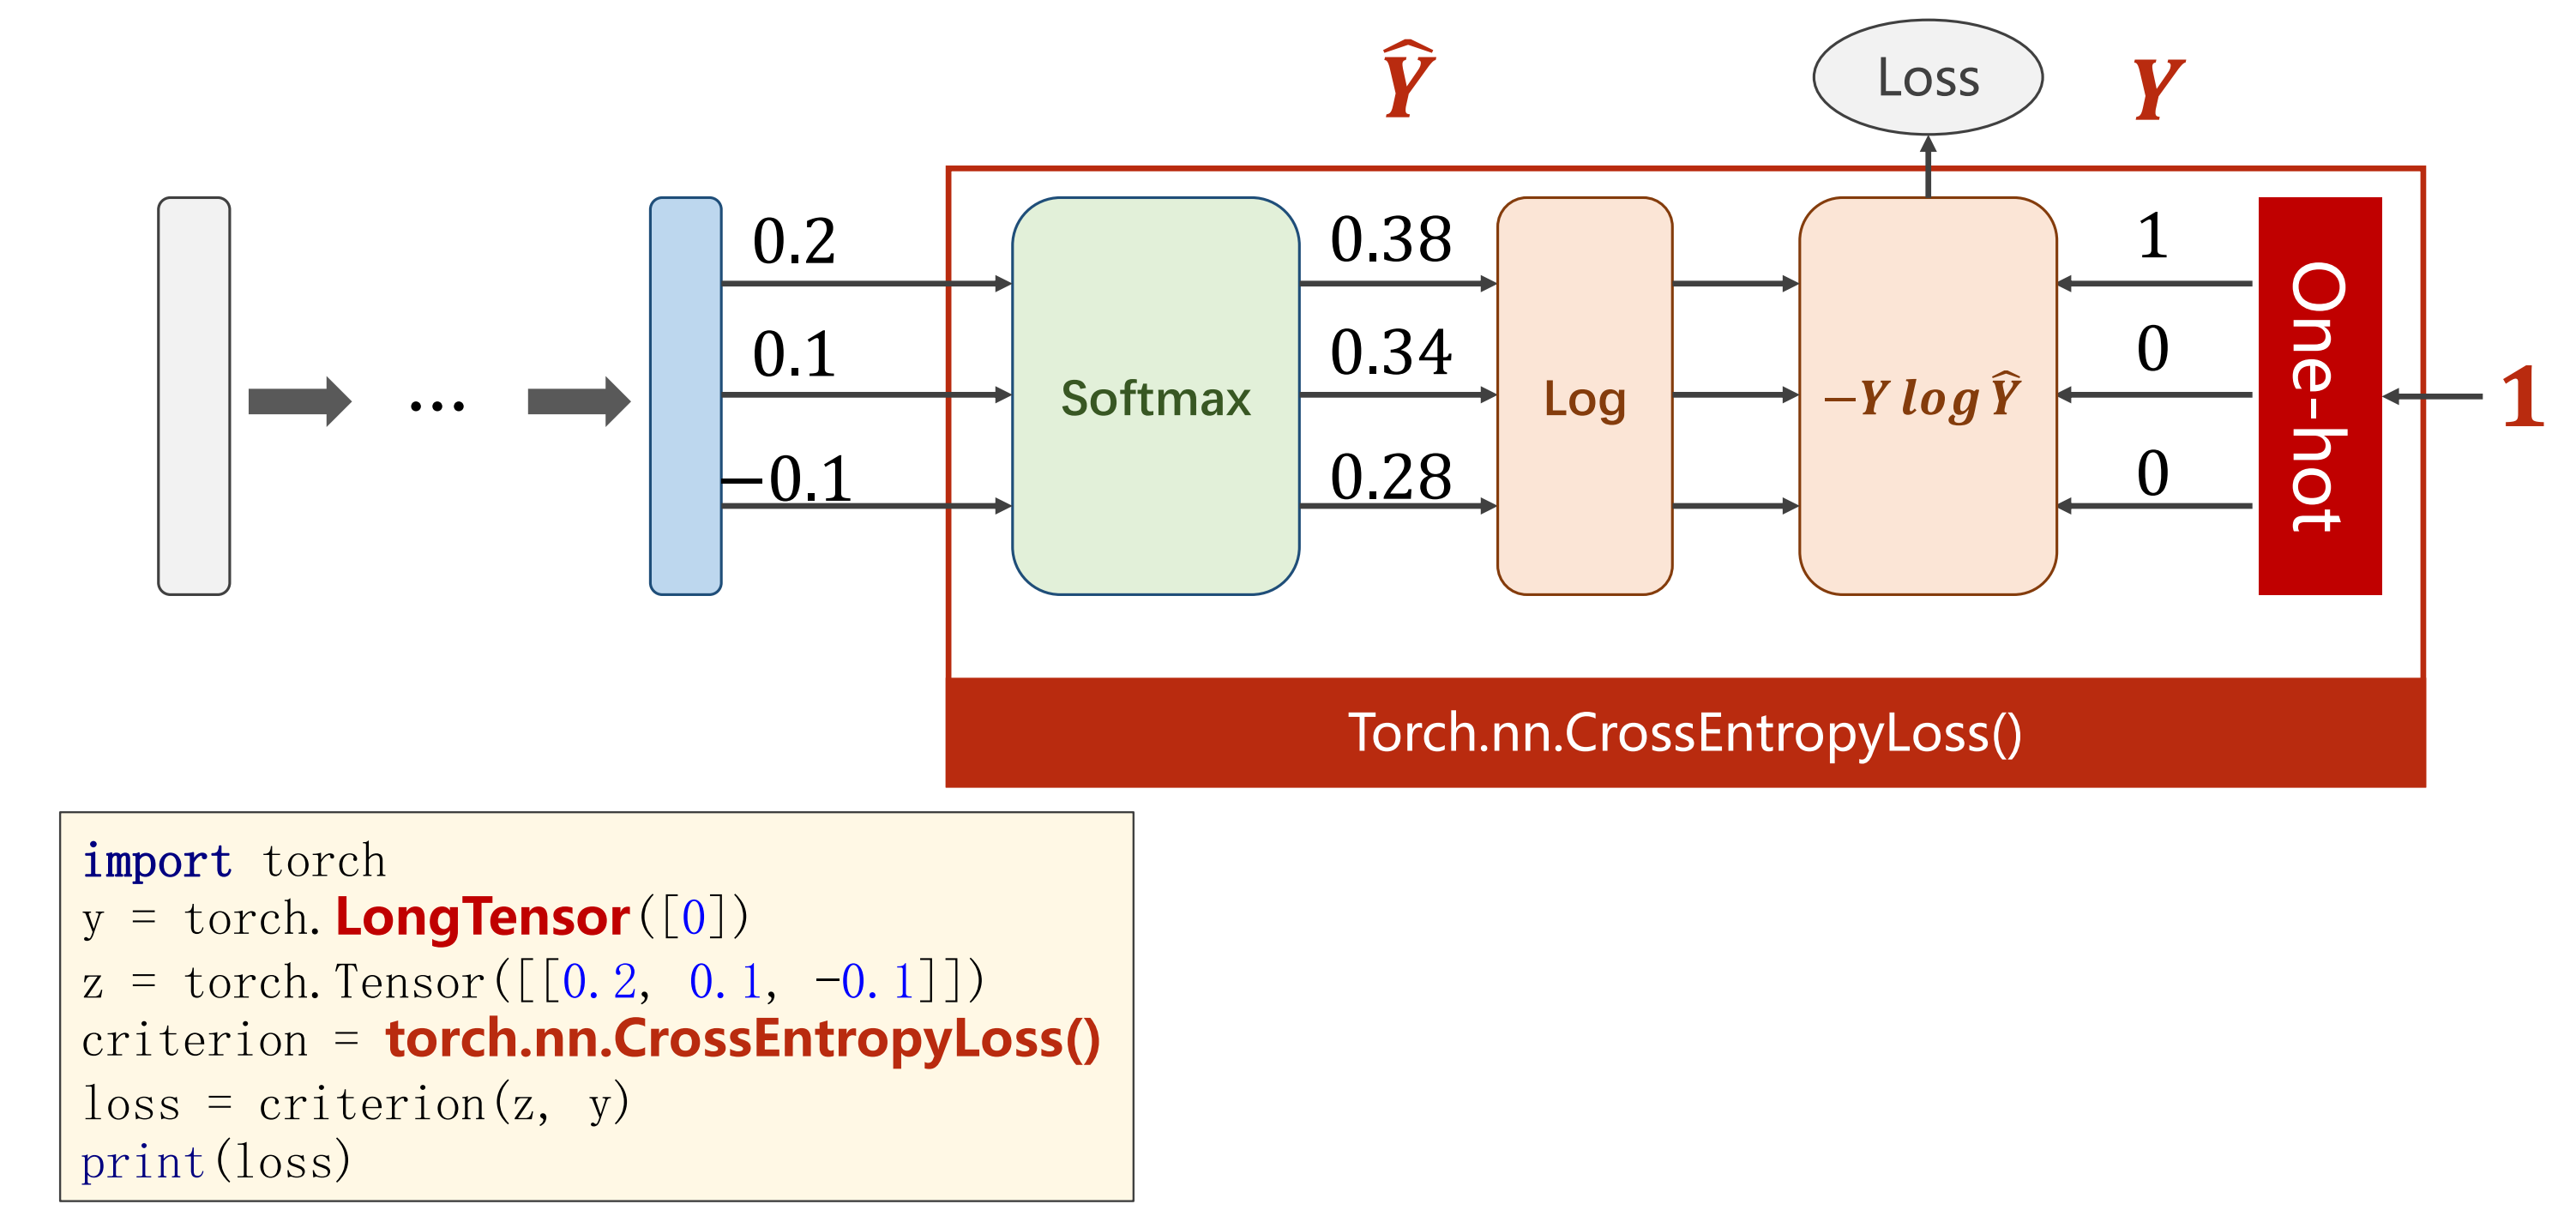 Ŷ
Loss
Y
0.2
0.38
1
0.1
0.34
0
−0.1
0.28
0
Softmax
Log
−Y log Ŷ
One-hot
1
Torch.nn.CrossEntropyLoss()
import torch
y = torch.LongTensor([0])
z = torch.Tensor([[0.2, 0.1, -0.1]])
criterion = torch.nn.CrossEntropyLoss()
loss = criterion(z, y)
print(loss)